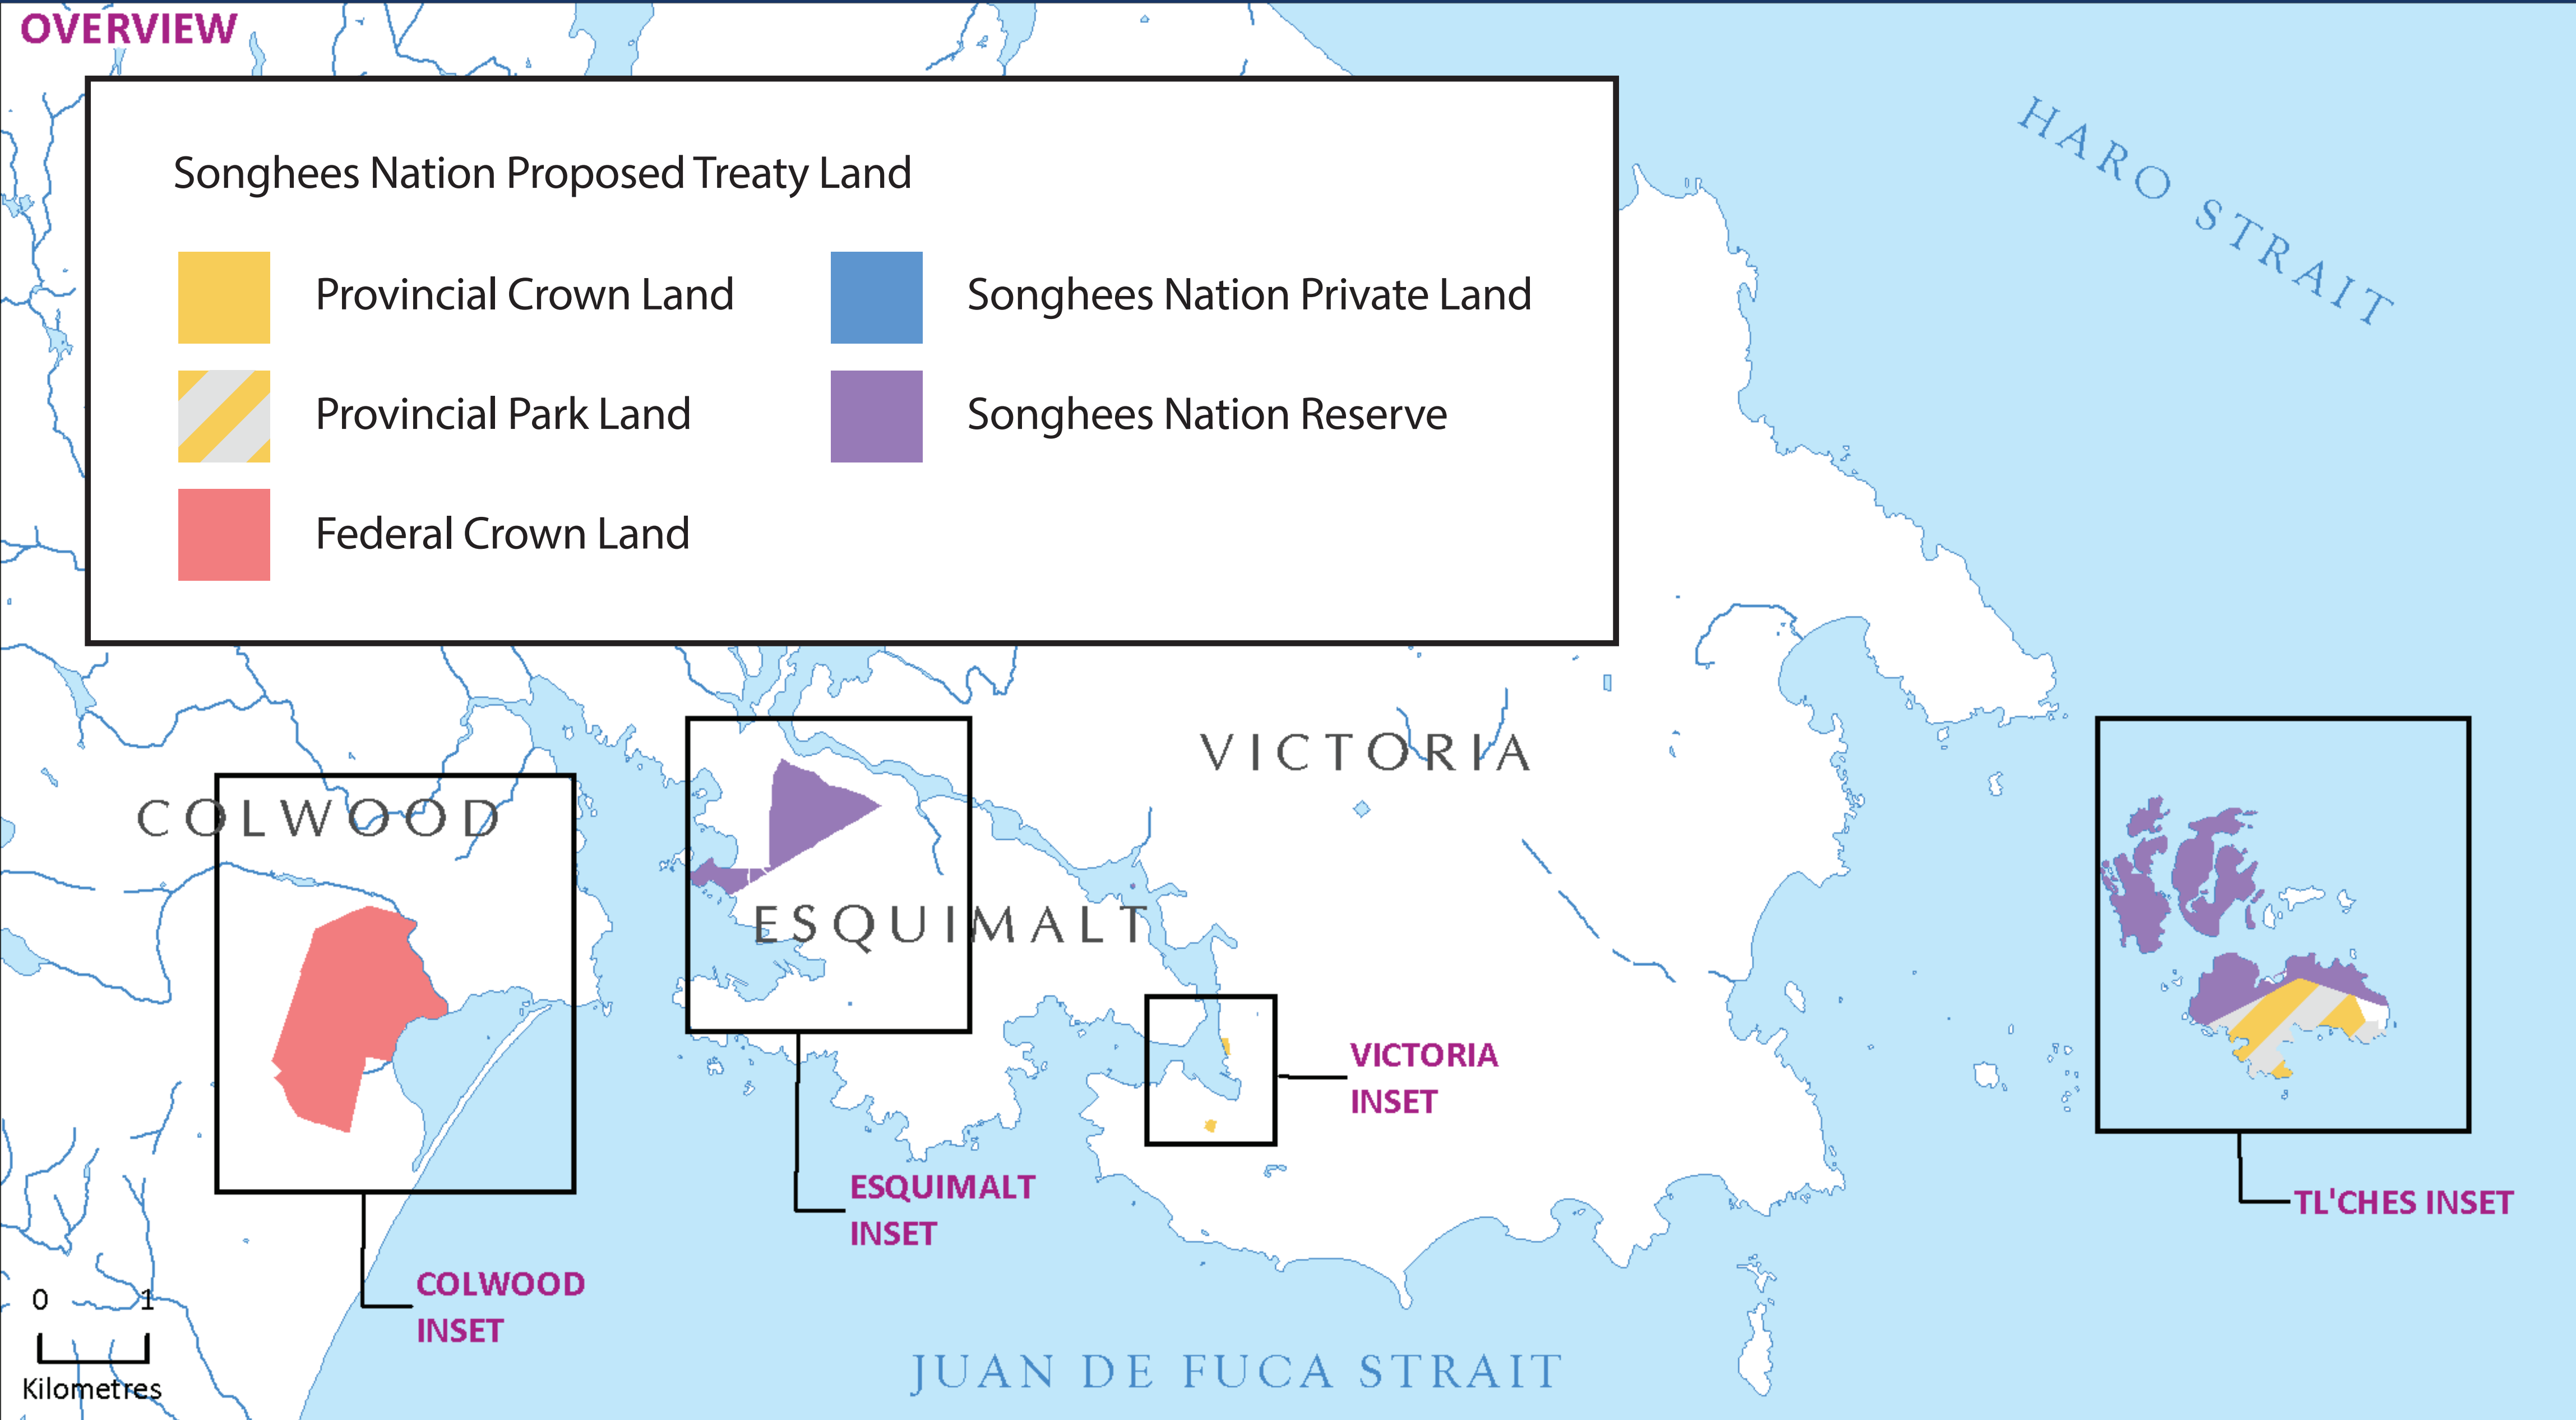 OVERVIEW
Songhees Nation Proposed Treaty Land
Provincial Crown Land
Songhees Nation Private Land
Provincial Park Land
Songhees Nation Reserve
Federal Crown Land
HARO STRAIT
VICTORIA
COLWOOD
ESQUIMALT
VICTORIA
INSET
ESQUIMALT
INSET
TL'CHES INSET
COLWOOD
INSET
0 1
Kilometres
JUAN DE FUCA STRAIT